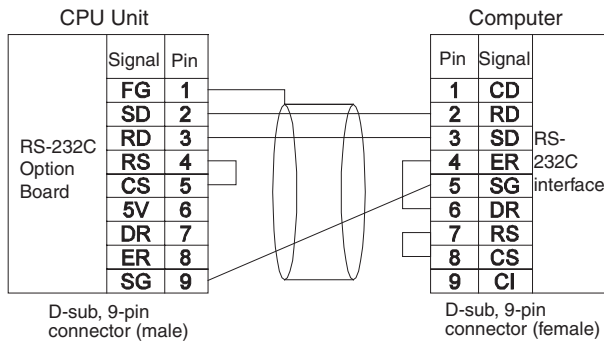 CPU Unit
Computer
Signal Pin
Pin Signal
FG 1
1 CD
SD 2
2 RD
RD 3
3 SD
RS 4
4 ER
CS 5
5 SG
5V 6
6 DR
DR 7
7 RS
ER 8
8 CS
SG 9
9 CI
RS-232C
Option
Board
RS-
232C
interface
D-sub, 9-pin
connector (male)
D-sub, 9-pin
connector (female)